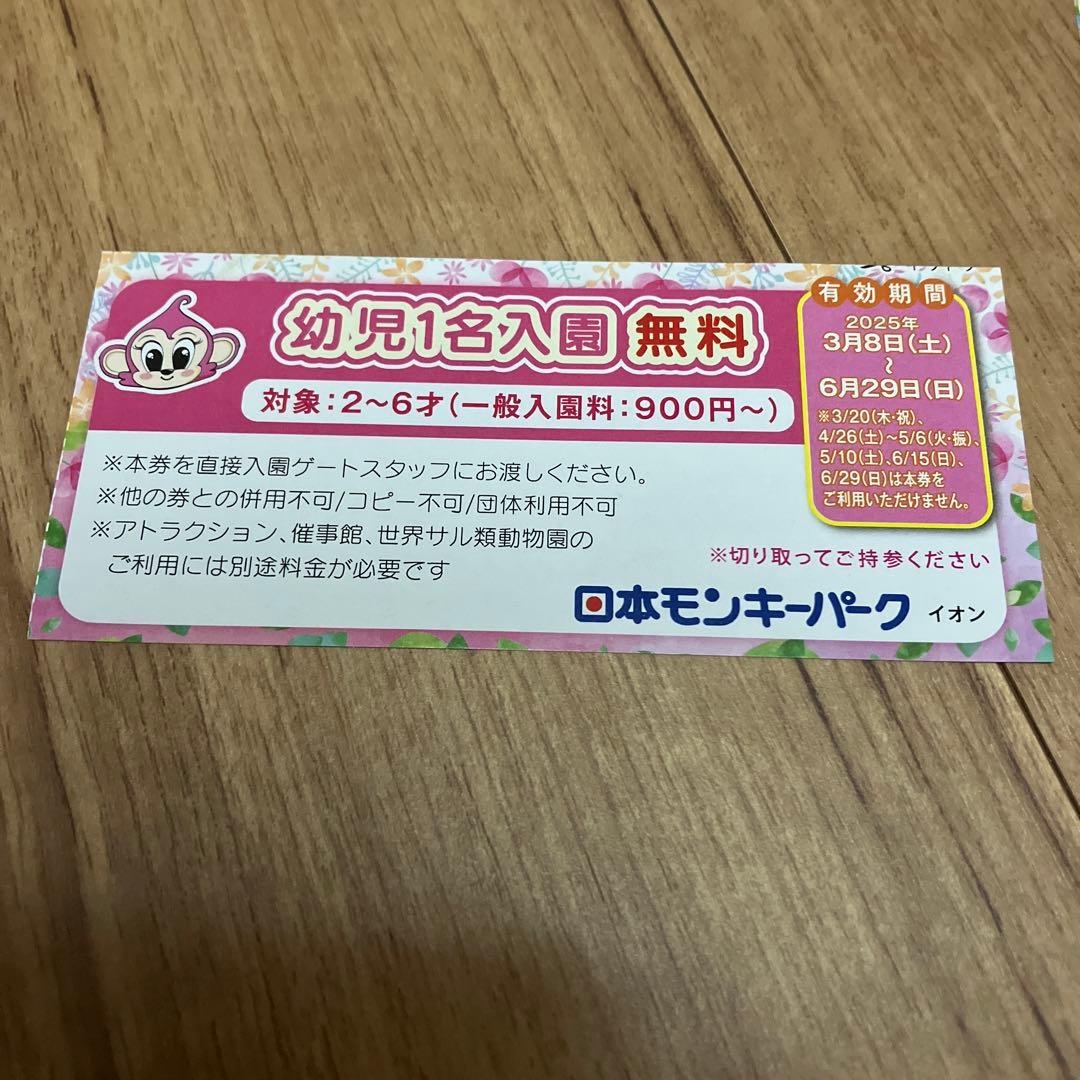 幼児1名入園 無料
対象:2〜6才(一般入園料:900円〜)
有効期間
2025年
3月8日(土)
〜
6月29日(日)
※3/20(木・祝)、
4/26(土)〜5/6(火・振)、
5/10(土)、6/15(日)、
6/29(日)は本券を
ご利用いただけません。
※本券を直接入園ゲートスタッフにお渡しください。
※他の券との併用不可/コピー不可/団体利用不可
※アトラクション、催事館、世界サル類動物園の
ご利用には別途料金が必要です
※切り取ってご持参ください
日本モンキーパーク イオン